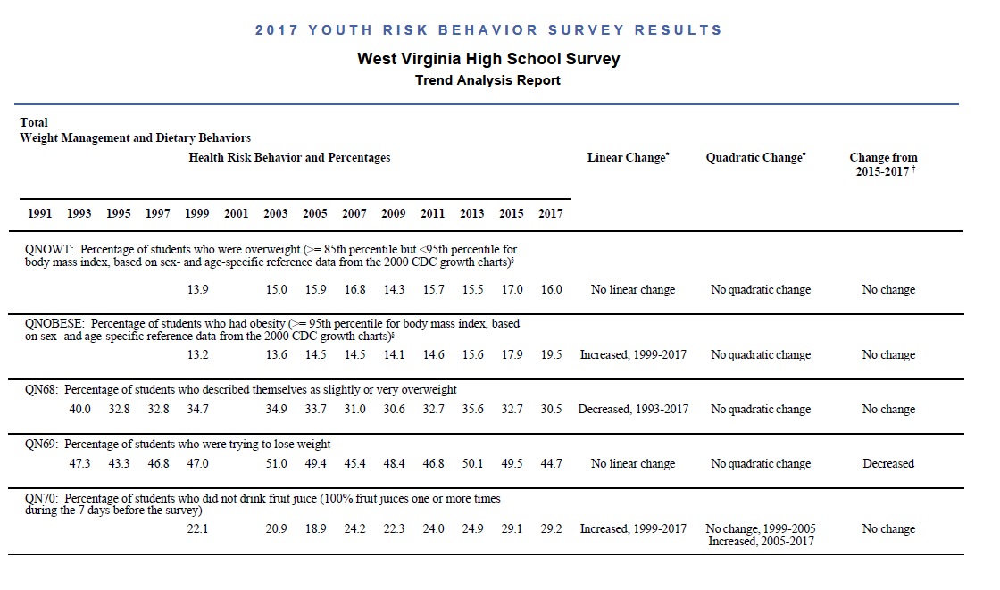 2017 YOUTH RISK BEHAVIOR SURVEY RESULTS
West Virginia High School Survey
Trend Analysis Report
Total
Weight Management and Dietary Behaviors
Health Risk Behavior and Percentages Linear Change* Quadratic Change* Change from
2015-2017 †
1991 1993 1995 1997 1999 2001 2003 2005 2007 2009 2011 2013 2015 2017
QNOWT: Percentage of students who were overweight (>= 85th percentile but <95th percentile for
body mass index, based on sex- and age-specific reference data from the 2000 CDC growth charts)§
13.9 15.0 15.9 16.8 14.3 15.7 15.5 17.0 16.0 No linear change No quadratic change No change
QNOBESE: Percentage of students who had obesity (>= 95th percentile for body mass index, based
on sex- and age-specific reference data from the 2000 CDC growth charts)§
13.2 13.6 14.5 14.5 14.1 14.6 15.6 17.9 19.5 Increased, 1999-2017 No quadratic change No change
QN68: Percentage of students who described themselves as slightly or very overweight
40.0 32.8 32.8 34.7 34.9 33.7 31.0 30.6 32.7 35.6 32.7 30.5 Decreased, 1993-2017 No quadratic change No change
QN69: Percentage of students who were trying to lose weight
47.3 43.3 46.8 47.0 51.0 49.4 45.4 48.4 46.8 50.1 49.5 44.7 No linear change No quadratic change Decreased
QN70: Percentage of students who did not drink fruit juice (100% fruit juices one or more times
during the 7 days before the survey)
22.1 20.9 18.9 24.2 22.3 24.0 24.9 29.1 29.2 Increased, 1999-2017 No change, 1999-2005 No change
Increased, 2005-2017